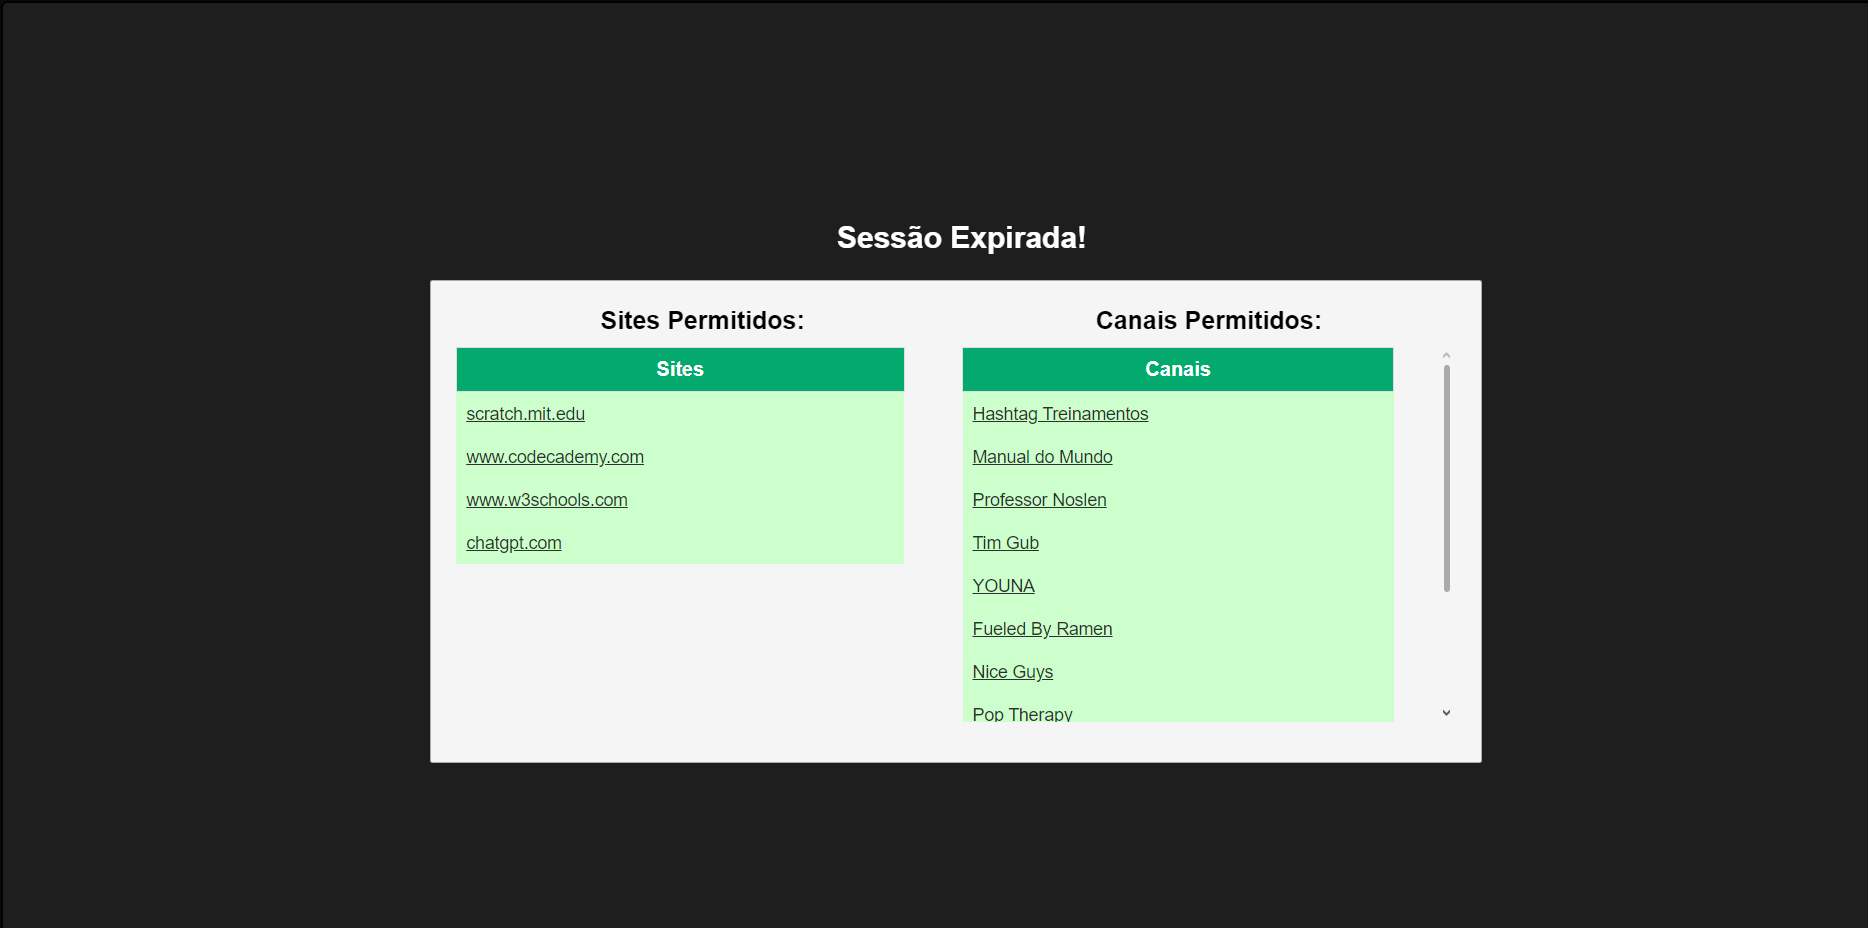 Sessão Expirada!
Sites Permitidos:
Sites
scratch.mit.edu
www.codecademy.com
www.w3schools.com
chatgpt.com
Canais Permitidos:
Canais
Hashtag Treinamentos
Manual do Mundo
Professor Noslen
Tim Gub
YOUNA
Fueled By Ramen
Nice Guys
Pop Therapy